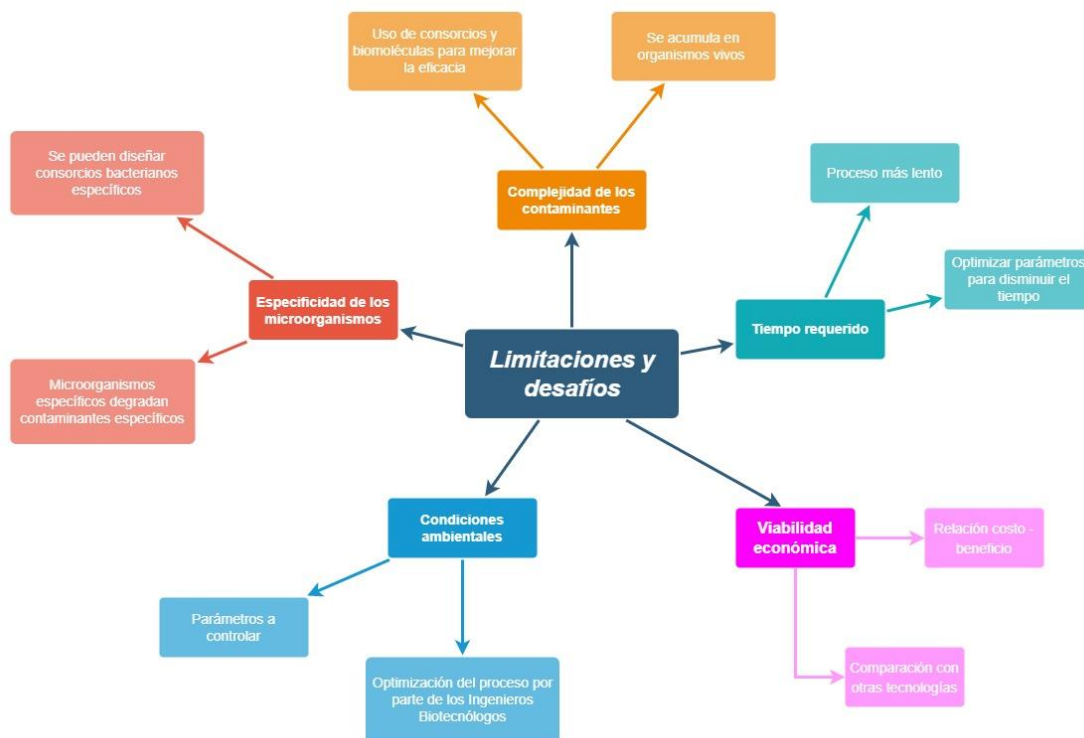 Uso de consorcios y
biomoléculas para mejorar
la eficacia
Se acumula en
organismos vivos
Se pueden diseñar
consorcios bacterianos
específicos
Complejidad de los
contaminantes
Proceso más lento
Especificidad de los
microorganismos
Optimizar parámetros
para disminuir el
tiempo
Tiempo requerido
Limitaciones y
desafíos
Microorganismos
específicos degradan
contaminantes específicos
Condiciones
ambientales
Viabilidad
económica
Relación costo -
beneficio
Parámetros a
controlar
Comparación con
otras tecnologías
Optimización del proceso por
parte de los Ingenieros
Biotecnólogos